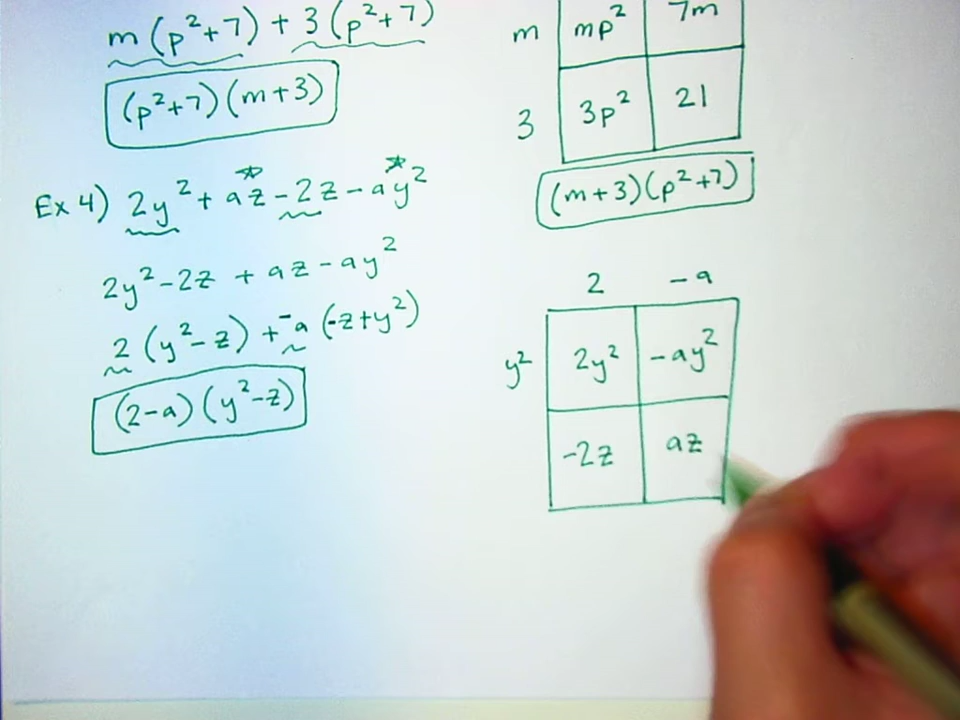 m(p²+7) + 3(p²+7)
(p²+7)(m+3)
m mp² 7m
3 3p² 21
(m+3)(p²+7)
Ex 4) 2y² + az - 2z - ay²
2y² - 2z + az - ay²
2(y² - z) + -a(-z + y²)
(2-a)(y²-z)
2 -a
y² 2y² -ay²
-2z az